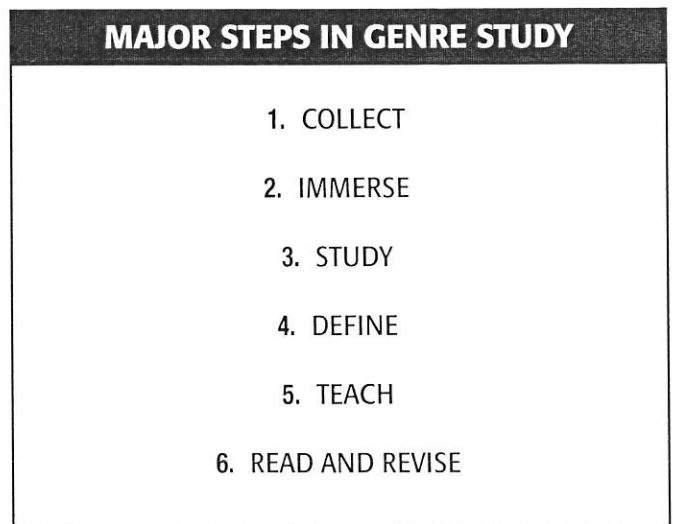 MAJOR STEPS IN GENRE STUDY
1. COLLECT
2. IMMERSE
3. STUDY
4. DEFINE
5. TEACH
6. READ AND REVISE